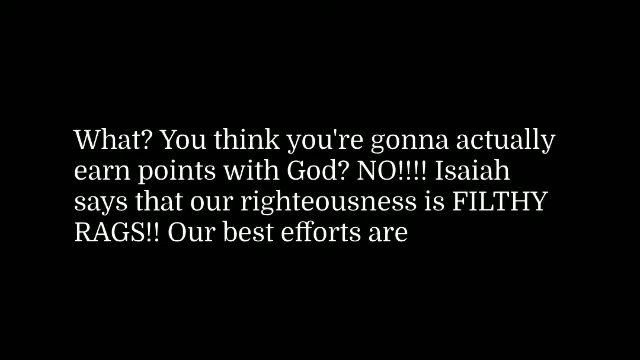 What? You think you're gonna actually
earn points with God? NO!!!! Isaiah
says that our righteousness is FILTHY
RAGS!! Our best efforts are